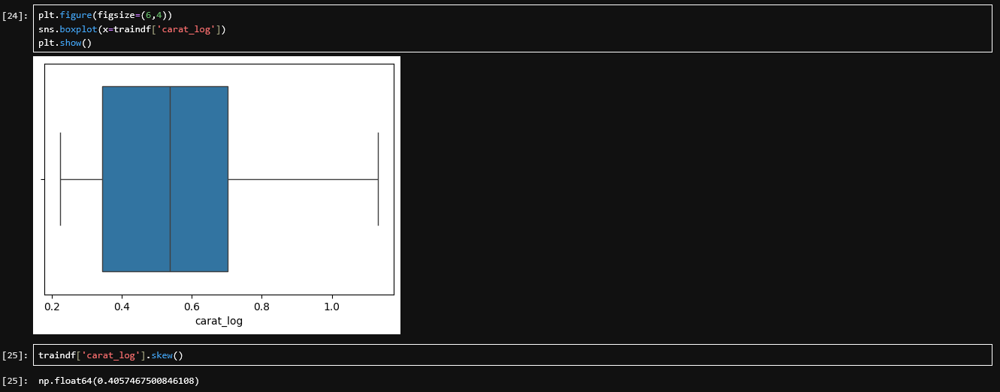 [24]: plt.figure(figsize=(6,4))
sns.boxplot(x=traindf['carat_log'])
plt.show()
0.2 0.4 0.6 0.8 1.0
carat_log
[25]: traindf['carat_log'].skew()
[25]: np.float64(0.4057467500846108)